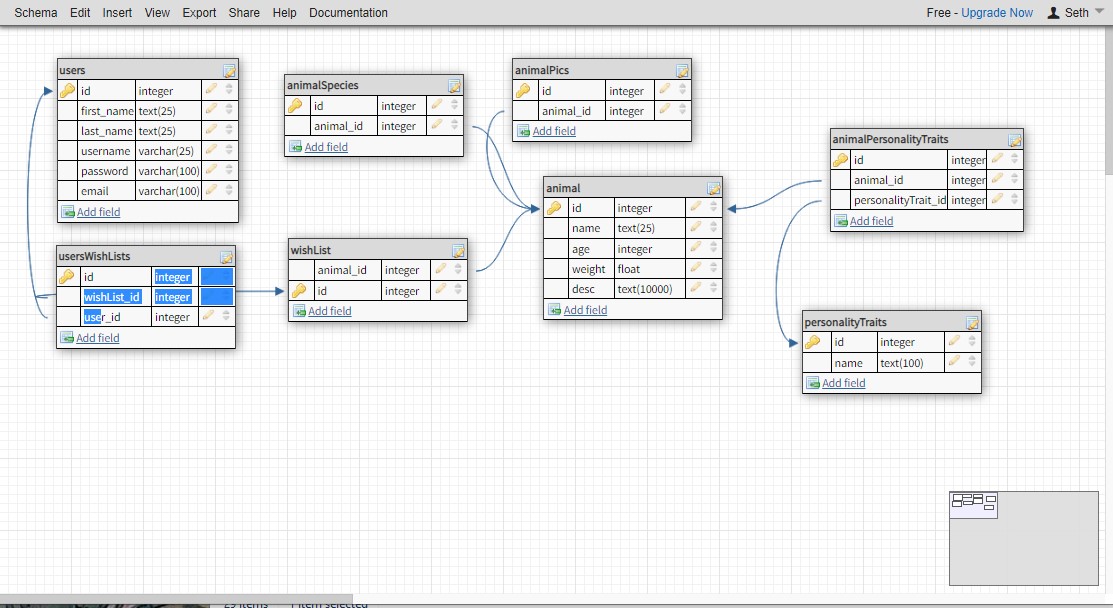 Schema Edit Insert View Export Share Help Documentation Free - Upgrade Now Seth
users
id integer
first_name text(25)
last_name text(25)
username varchar(25)
password varchar(100)
email varchar(100)
Add field
usersWishLists
id integer
wishList_id integer
user_id integer
Add field
animalSpecies
id integer
animal_id integer
Add field
wishList
animal_id integer
id integer
Add field
animalPics
id integer
animal_id integer
Add field
animal
id integer
name text(25)
age integer
weight float
desc text(10000)
Add field
animalPersonalityTraits
id integer
animal_id integer
personalityTrait_id integer
Add field
personalityTraits
id integer
name text(100)
Add field
29 items 1 item selected